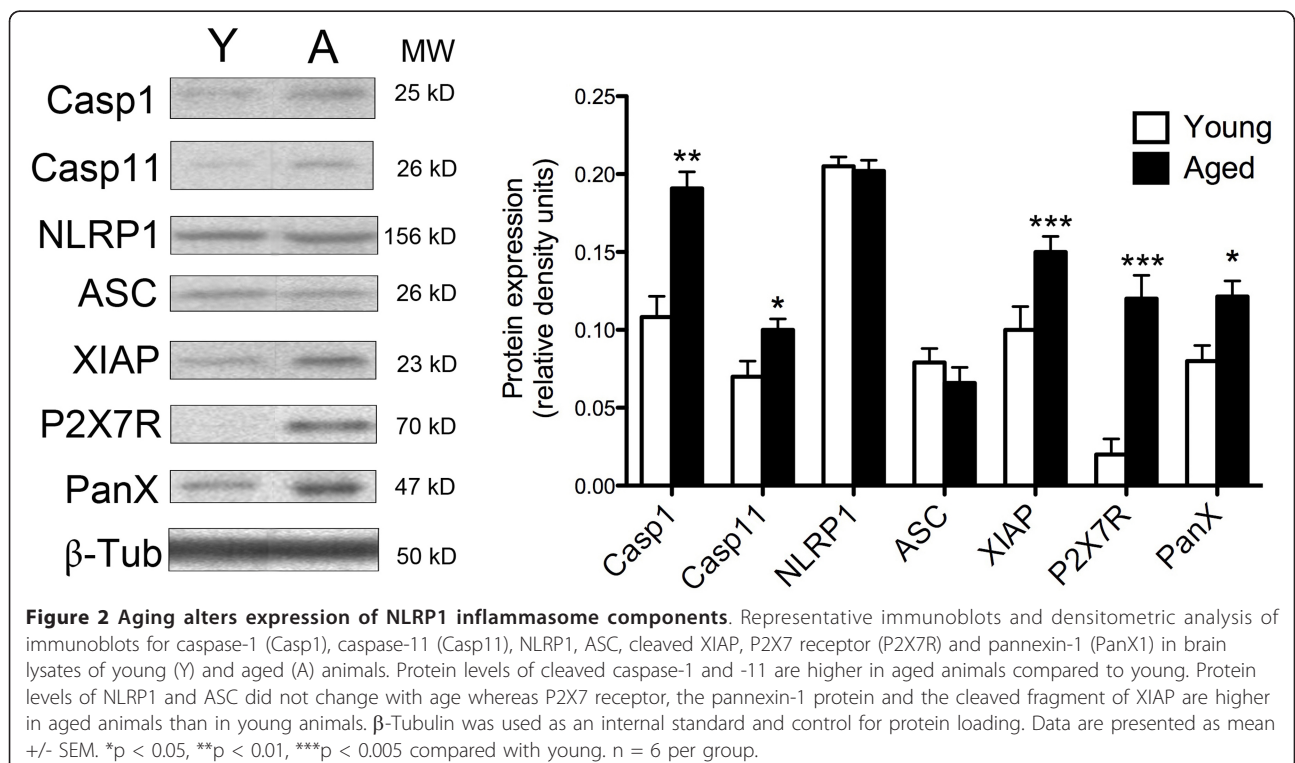 Y A MW
Casp1 25 kD
Casp11 26 kD
NLRP1 156 kD
ASC 26 kD
XIAP 23 kD
P2X7R 70 kD
PanX 47 kD
β-Tub 50 kD
Protein expression
(relative density units)
0.25
0.20
0.15
0.10
0.05
0.00
** * *** *** *
Young
Aged
Casp1 Casp11 NLRP1 ASC XIAP P2X7R PanX
Figure 2 Aging alters expression of NLRP1 inflammasome components. Representative immunoblots and densitometric analysis of
immunoblots for caspase-1 (Casp1), caspase-11 (Casp11), NLRP1, ASC, cleaved XIAP, P2X7 receptor (P2X7R) and pannexin-1 (PanX1) in brain
lysates of young (Y) and aged (A) animals. Protein levels of cleaved caspase-1 and -11 are higher in aged animals compared to young. Protein
levels of NLRP1 and ASC did not change with age whereas P2X7 receptor, the pannexin-1 protein and the cleaved fragment of XIAP are higher
in aged animals than in young animals. β-Tubulin was used as an internal standard and control for protein loading. Data are presented as mean
+/- SEM. *p < 0.05, **p < 0.01, ***p < 0.005 compared with young. n = 6 per group.